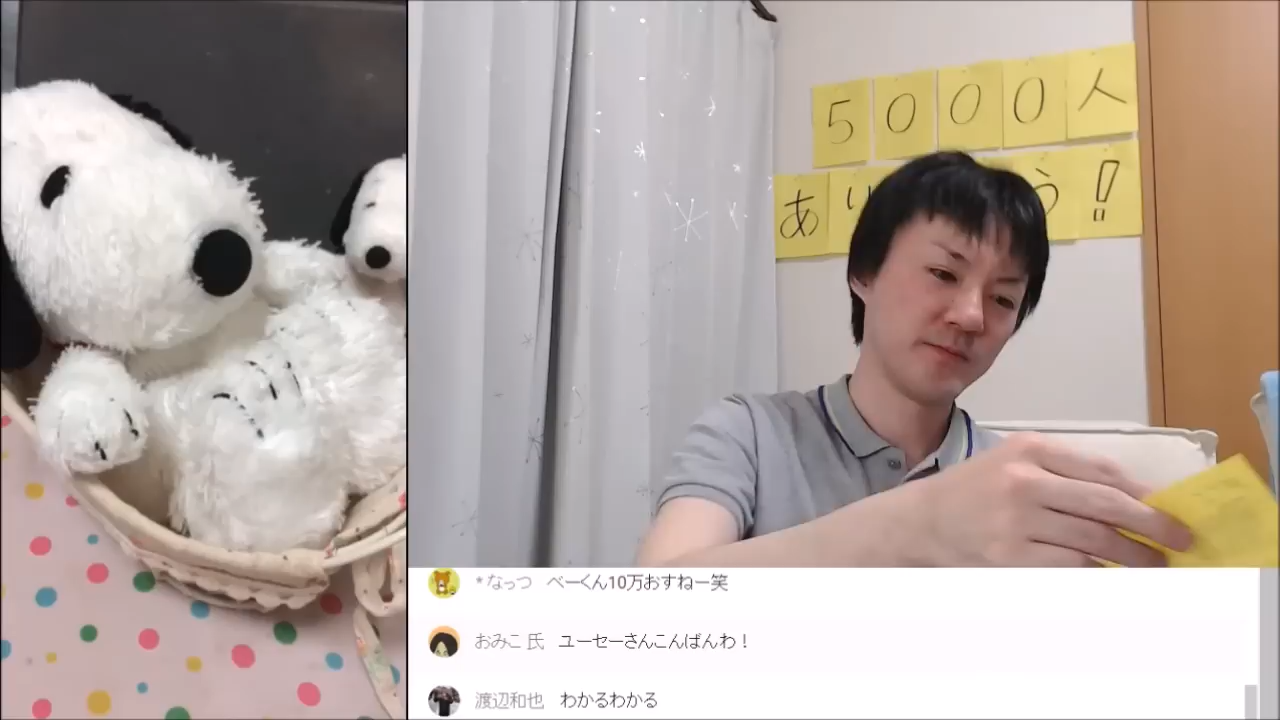 5000人
あり う!
*なっつ べーくん10万おすねー笑
おみこ 氏 ユーセーさんこんばんわ！
渡辺和也 わかるわかる